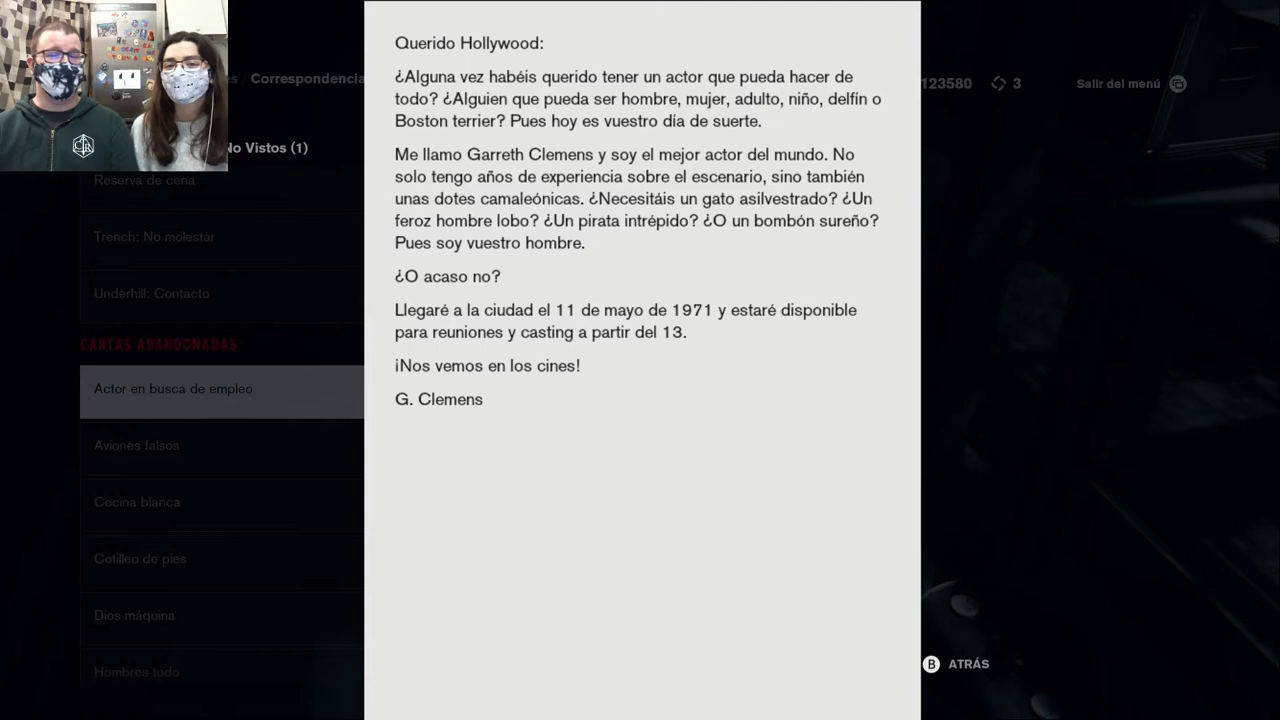 es / Correspondencia
123580
3
Salir del menú
No Vistos (1)
Reserva de cena
Trench: No molestar
Underhill: Contacto
CARTAS ABANDONADAS
Actor en busca de empleo
Aviones falsos
Cocina blanca
Cotilleo de pies
Dios máquina
Hombres todo
Querido Hollywood:
¿Alguna vez habéis querido tener un actor que pueda hacer de
todo? ¿Alguien que pueda ser hombre, mujer, adulto, niño, delfín o
Boston terrier? Pues hoy es vuestro día de suerte.
Me llamo Garreth Clemens y soy el mejor actor del mundo. No
solo tengo años de experiencia sobre el escenario, sino también
unas dotes camaleónicas. ¿Necesitáis un gato asilvestrado? ¿Un
feroz hombre lobo? ¿Un pirata intrépido? ¿O un bombón sureño?
Pues soy vuestro hombre.
¿O acaso no?
Llegaré a la ciudad el 11 de mayo de 1971 y estaré disponible
para reuniones y casting a partir del 13.
¡Nos vemos en los cines!
G. Clemens
B ATRÁS